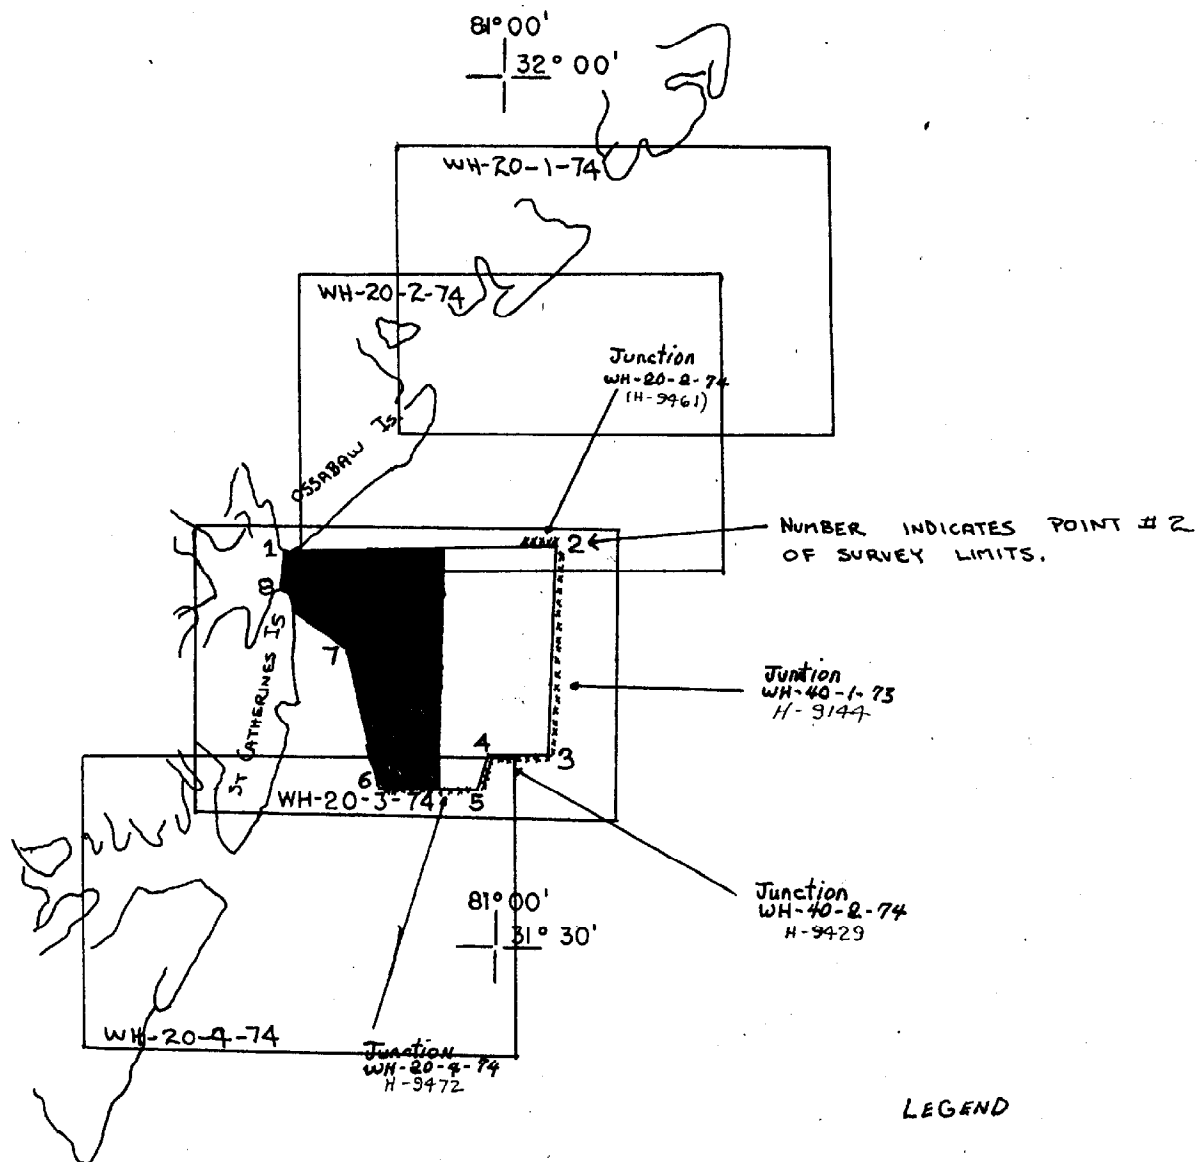 81° 00'
32° 00'
WH-20-1-74
WH-20-2-74
Junction
WH-20-2-74
(H-9461)
OSSABAW Is.
NUMBER INDICATES POINT # 2
OF SURVEY LIMITS.
1
2
8
7
ST CATHERINES IS
Juntion
WH-40-1-73
H-9144
4
3
6
5
WH-20-3-74
Junction
WH-40-2-74
H-9429
81° 00'
31° 30'
WH-20-4-74
Junction
WH-20-4-74
H-9472
LEGEND